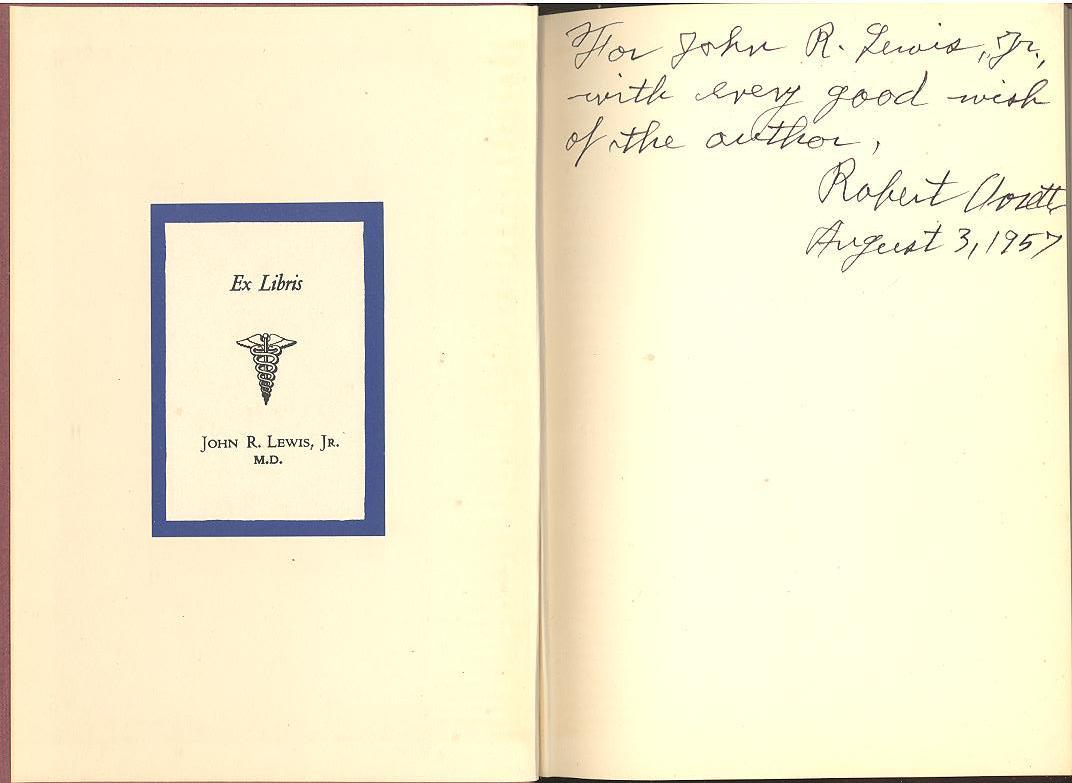 Ex Libris
John R. Lewis, Jr.
M.D.
For John R. Lewis, Jr.,
with every good wish
of the author,
Robert
August 3, 1957